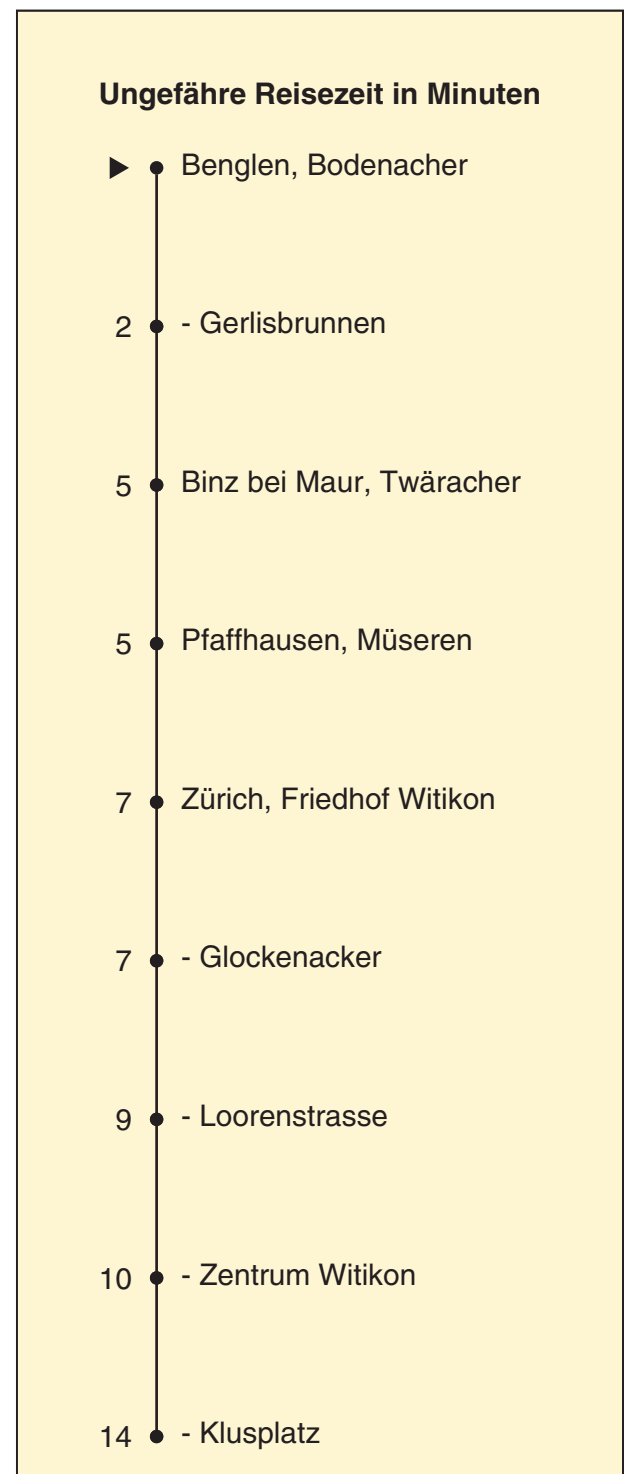 Ungefähre Reisezeit in Minuten
Benglen, Bodenacher
2 - Gerlisbrunnen
5 Binz bei Maur, Twäracher
5 Pfaffhausen, Müseren
7 Zürich, Friedhof Witikon
7 - Glockenacker
9 - Loorenstrasse
10 - Zentrum Witikon
14 - Klusplatz